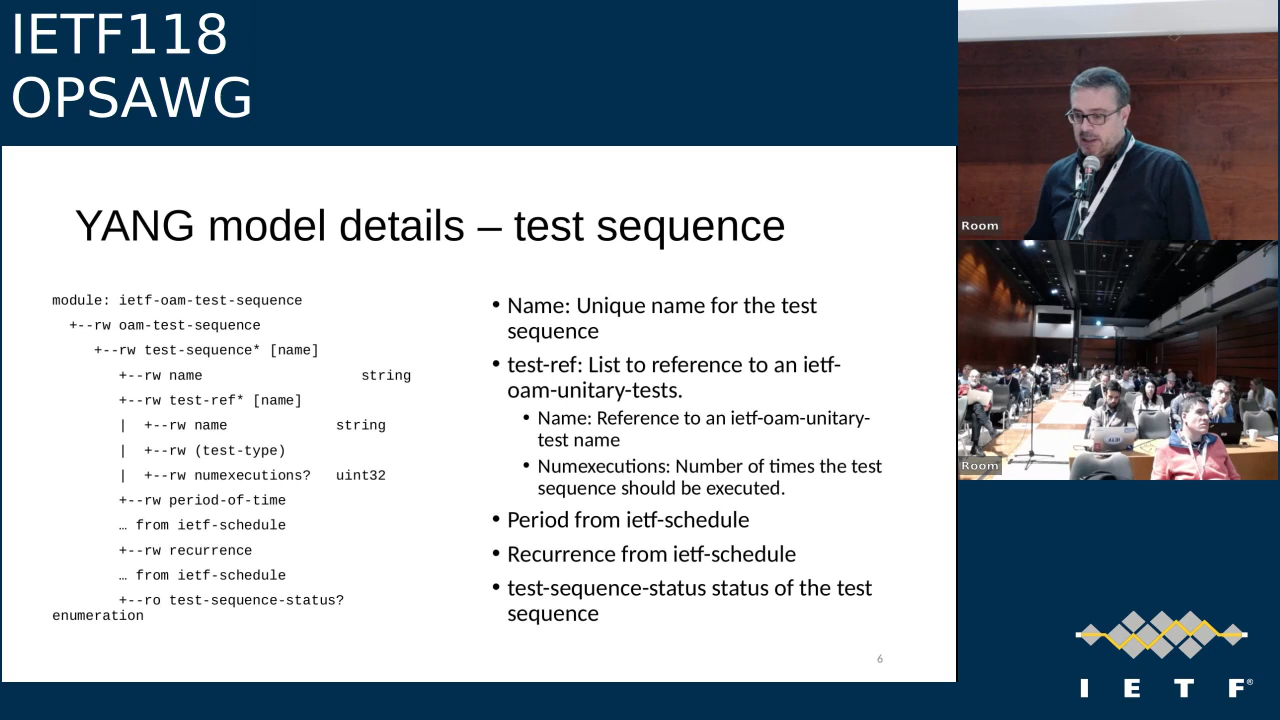 IETF118
OPSAWG
YANG model details – test sequence
module: ietf-oam-test-sequence
+--rw oam-test-sequence
+--rw test-sequence* [name]
+--rw name string
+--rw test-ref* [name]
| +--rw name string
| +--rw (test-type)
| +--rw numexecutions? uint32
+--rw period-of-time
… from ietf-schedule
+--rw recurrence
… from ietf-schedule
+--ro test-sequence-status?
enumeration
• Name: Unique name for the test
sequence
• test-ref: List to reference to an ietf-
oam-unitary-tests.
• Name: Reference to an ietf-oam-unitary-
test name
• Numexecutions: Number of times the test
sequence should be executed.
• Period from ietf-schedule
• Recurrence from ietf-schedule
• test-sequence-status status of the test
sequence
6
Room
Room
I E T F®